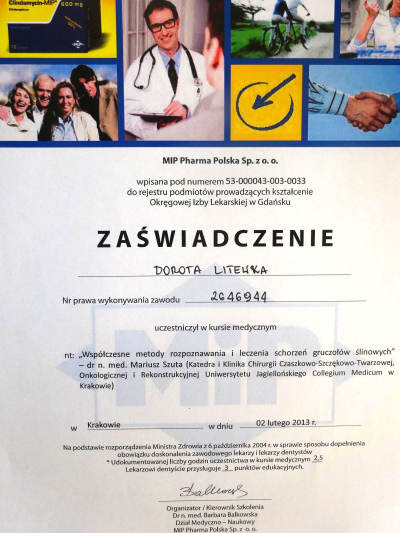 Clindamycin-MIP® 600 mg
MIP Pharma Polska Sp. z o. o.
wpisana pod numerem 53-000043-003-0033
do rejestru podmiotów prowadzących kształcenie
Okręgowej Izby Lekarskiej w Gdańsku
ZAŚWIADCZENIE
DOROTA LITEWKA
Nr prawa wykonywania zawodu 2646944
uczestniczył w kursie medycznym
nt: „Współczesne metody rozpoznawania i leczenia schorzeń gruczołów ślinowych”
– dr n. med. Mariusz Szuta (Katedra i Klinika Chirurgii Czaszkowo-Szczękowo-Twarzowej,
Onkologicznej i Rekonstrukcyjnej Uniwersytetu Jagiellońskiego Collegium Medicum w
Krakowie)
w Krakowie w dniu 02 lutego 2013 r.
Na podstawie rozporządzenia Ministra Zdrowia z 6 października 2004 r. w sprawie sposobu dopełnienia
obowiązku doskonalenia zawodowego lekarzy i lekarzy dentystów
* Udokumentowanej liczby godzin uczestnictwa w kursie medycznym 2,5
Lekarzowi dentyście przysługuje 3 punktów edukacyjnych.
Organizator / Kierownik Szkolenia
Dr n. med. Barbara Balkowska
Dział Medyczno – Naukowy
MIP Pharma Polska Sp. z o. o.
MIP